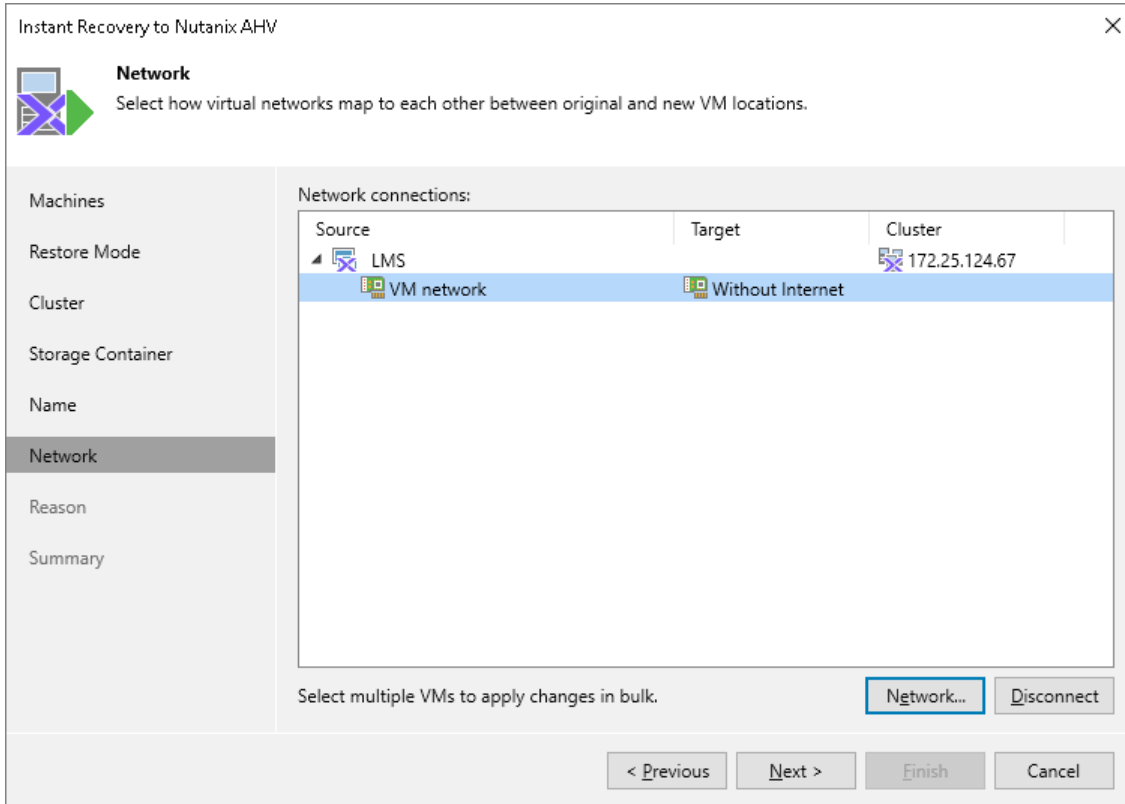 Instant Recovery to Nutanix AHV
Network
Select how virtual networks map to each other between original and new VM locations.
Machines
Restore Mode
Cluster
Storage Container
Name
Network
Reason
Summary
Network connections:
Source Target Cluster
LMS 172.25.124.67
VM network Without Internet
Select multiple VMs to apply changes in bulk.
Network... Disconnect
< Previous Next > Finish Cancel